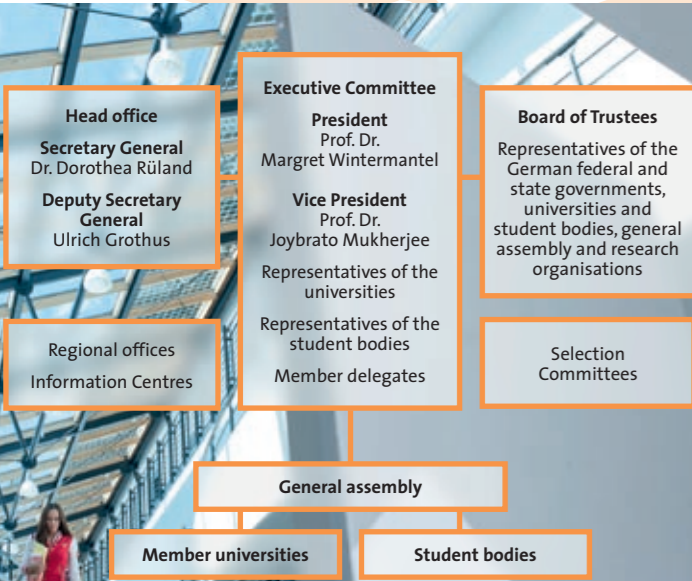 Head office
Secretary General
Dr. Dorothea Rüland
Deputy Secretary
General
Ulrich Grothus
Regional offices
Information Centres
Executive Committee
President
Prof. Dr.
Margret Wintermantel
Vice President
Prof. Dr.
Joybrato Mukherjee
Representatives of the
universities
Representatives of the
student bodies
Member delegates
Board of Trustees
Representatives of the
German federal and
state governments,
universities and
student bodies, general
assembly and research
organisations
Selection
Committees
General assembly
Member universities
Student bodies